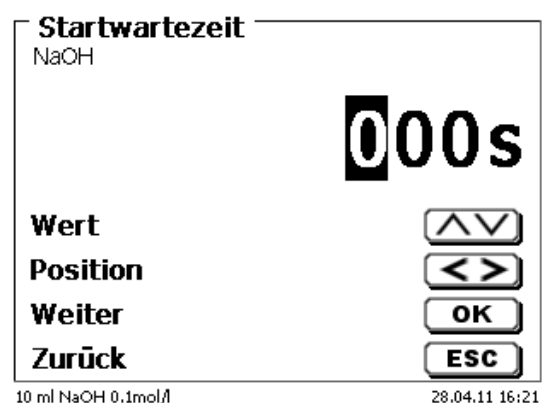 Startwartezeit
NaOH
000s
Wert
Position
Weiter OK
Zurück ESC
10 ml NaOH 0.1mol/l 28.04.11 16:21